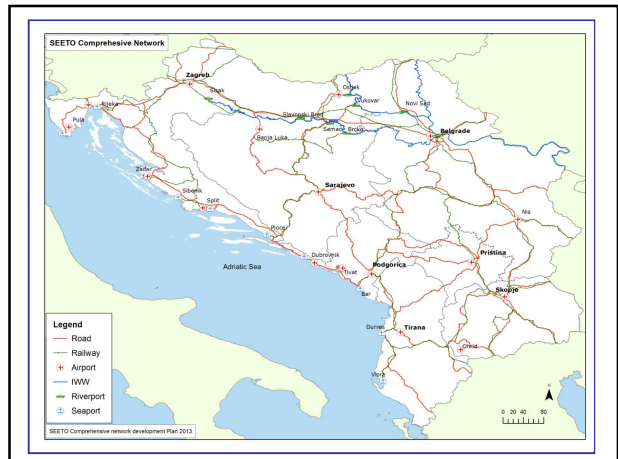 SEETO Comprehesive Network
Zagreb
Sisak
Osijek
Vukovar
Rijeka
Pula
Slavonski Brod
Novi Sad
Banja Luka
Samac
Brcko
Belgrade
Zadar
Sibenik
Split
Sarajevo
Nis
Ploce
Dubrovnik
Adriatic Sea
Tivat
Podgorica
Pristina
Bar
Skopje
Durres
Tirana
Ohrid
Vlora
Legend
Road
Railway
Airport
IWW
Riverport
Seaport
N
0 20 40 60 80
SEETO Comprehensive network development Plan 2013